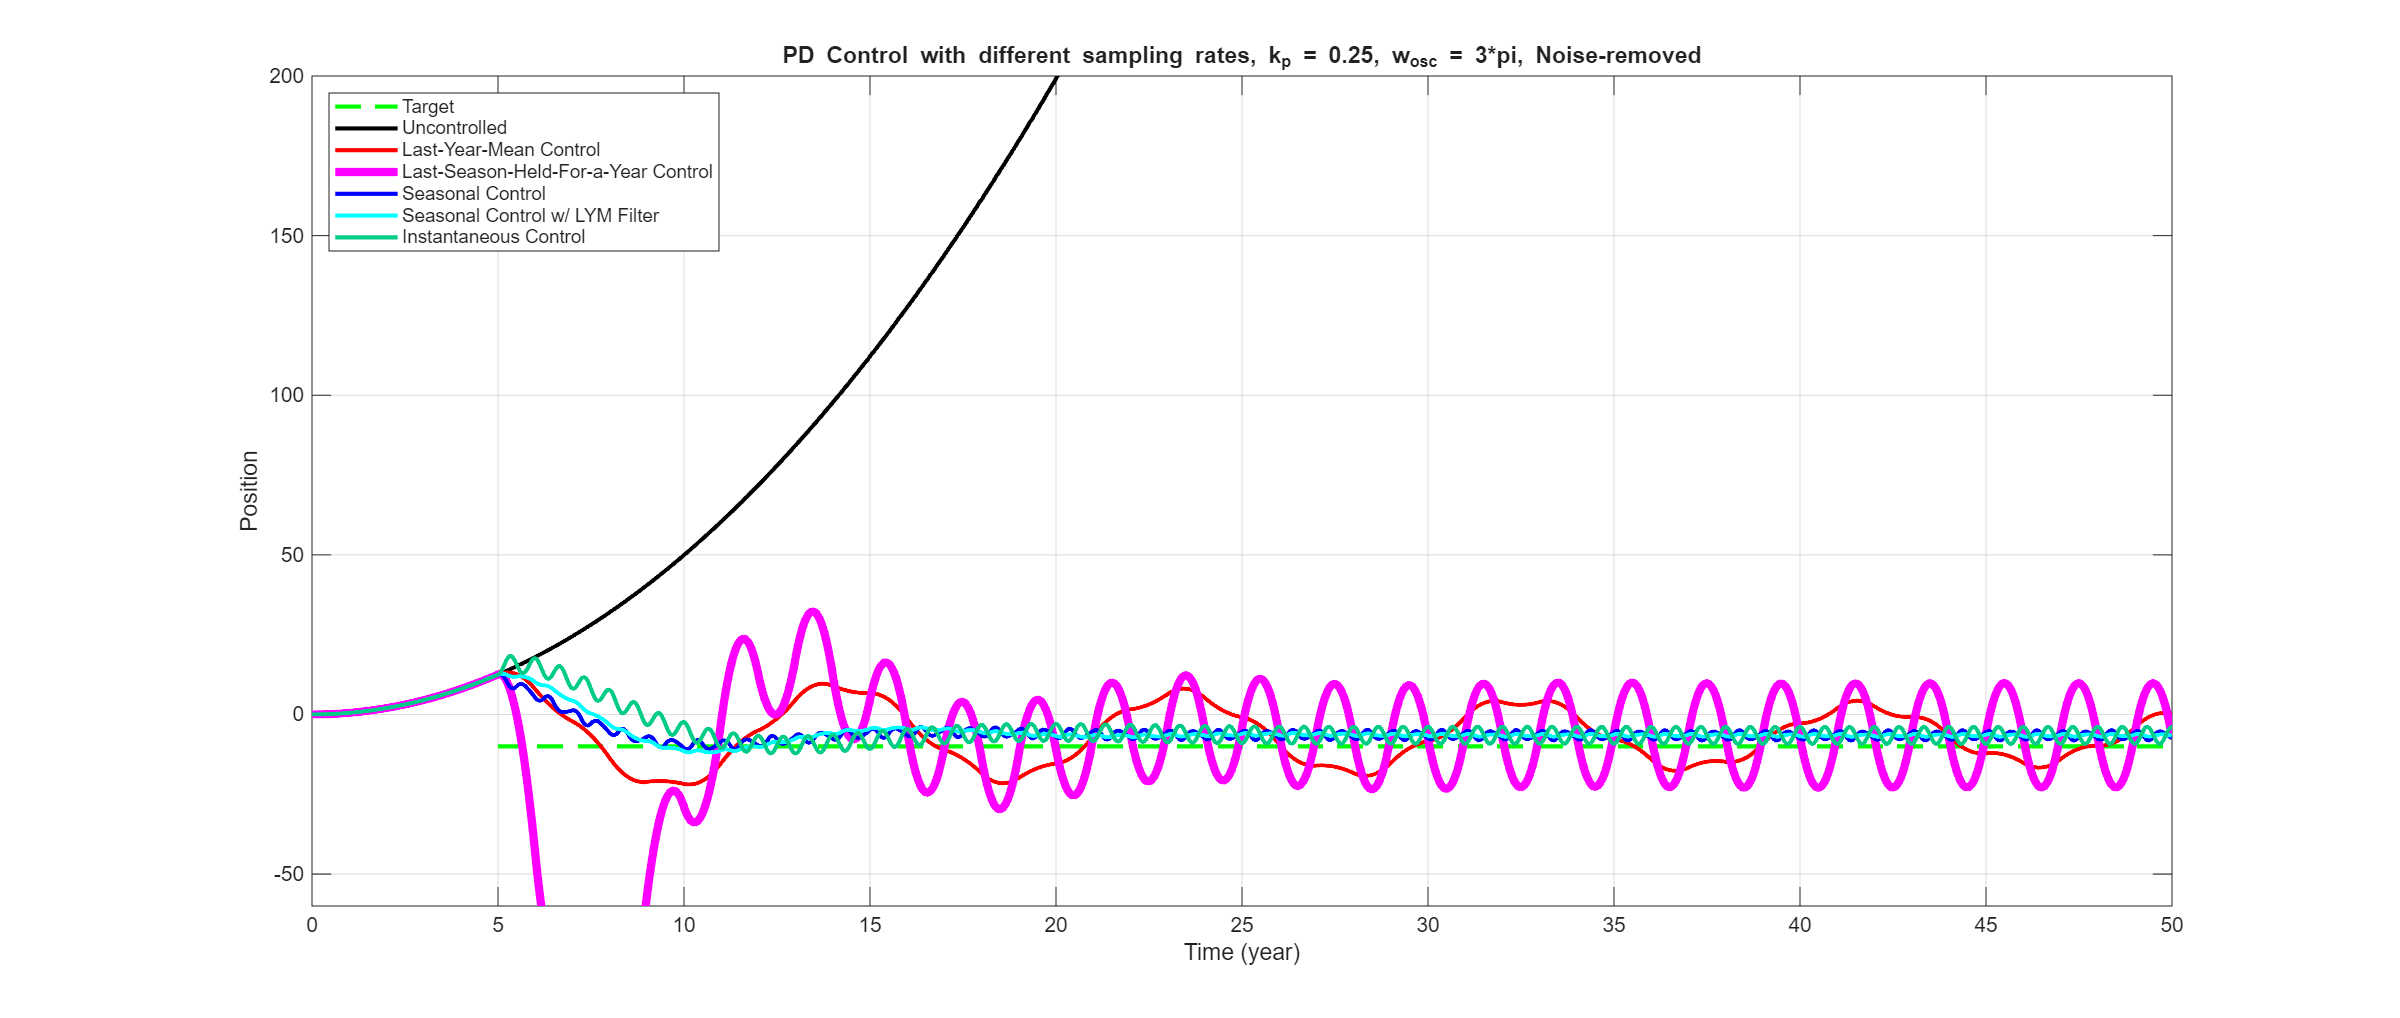 PD Control with different sampling rates, kp = 0.25, wosc = 3*pi, Noise-removed
Target
Uncontrolled
Last-Year-Mean Control
Last-Season-Held-For-a-Year Control
Seasonal Control
Seasonal Control w/ LYM Filter
Instantaneous Control
200
150
100
50
0
-50
Position
0 5 10 15 20 25 30 35 40 45 50
Time (year)